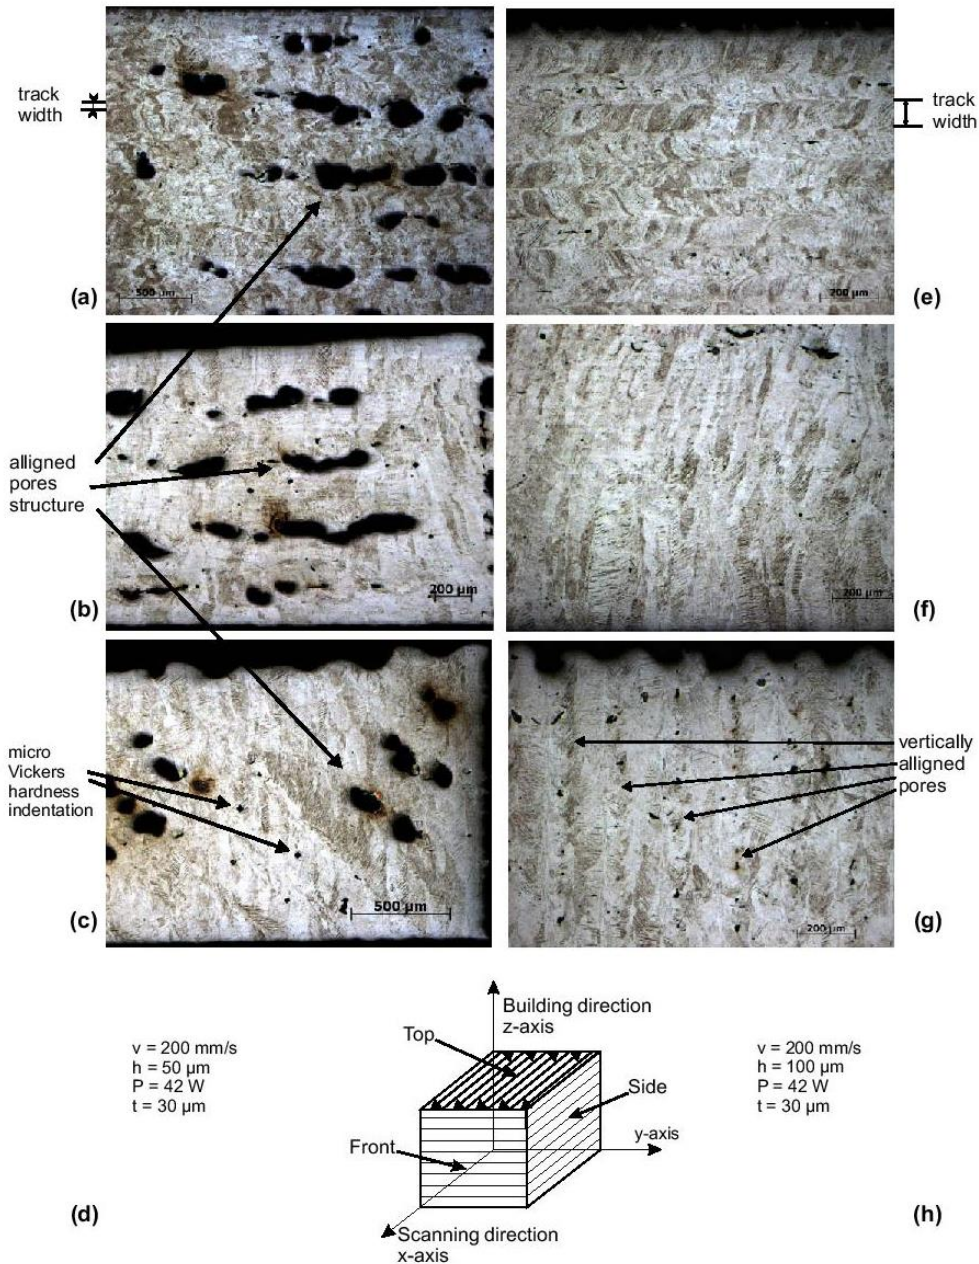 track
width
(a)
500 µm
track
width
(e)
200 µm
alligned
pores
structure
(b)
200 µm
(f)
200 µm
micro
Vickers
hardness
indentation
(c)
500 µm
vertically
aligned
pores
(g)
200 µm
v = 200 mm/s
h = 50 µm
P = 42 W
t = 30 µm
(d)
Building direction
z-axis
Top
Side
Front
y-axis
Scanning direction
x-axis
v = 200 mm/s
h = 100 µm
P = 42 W
t = 30 µm
(h)